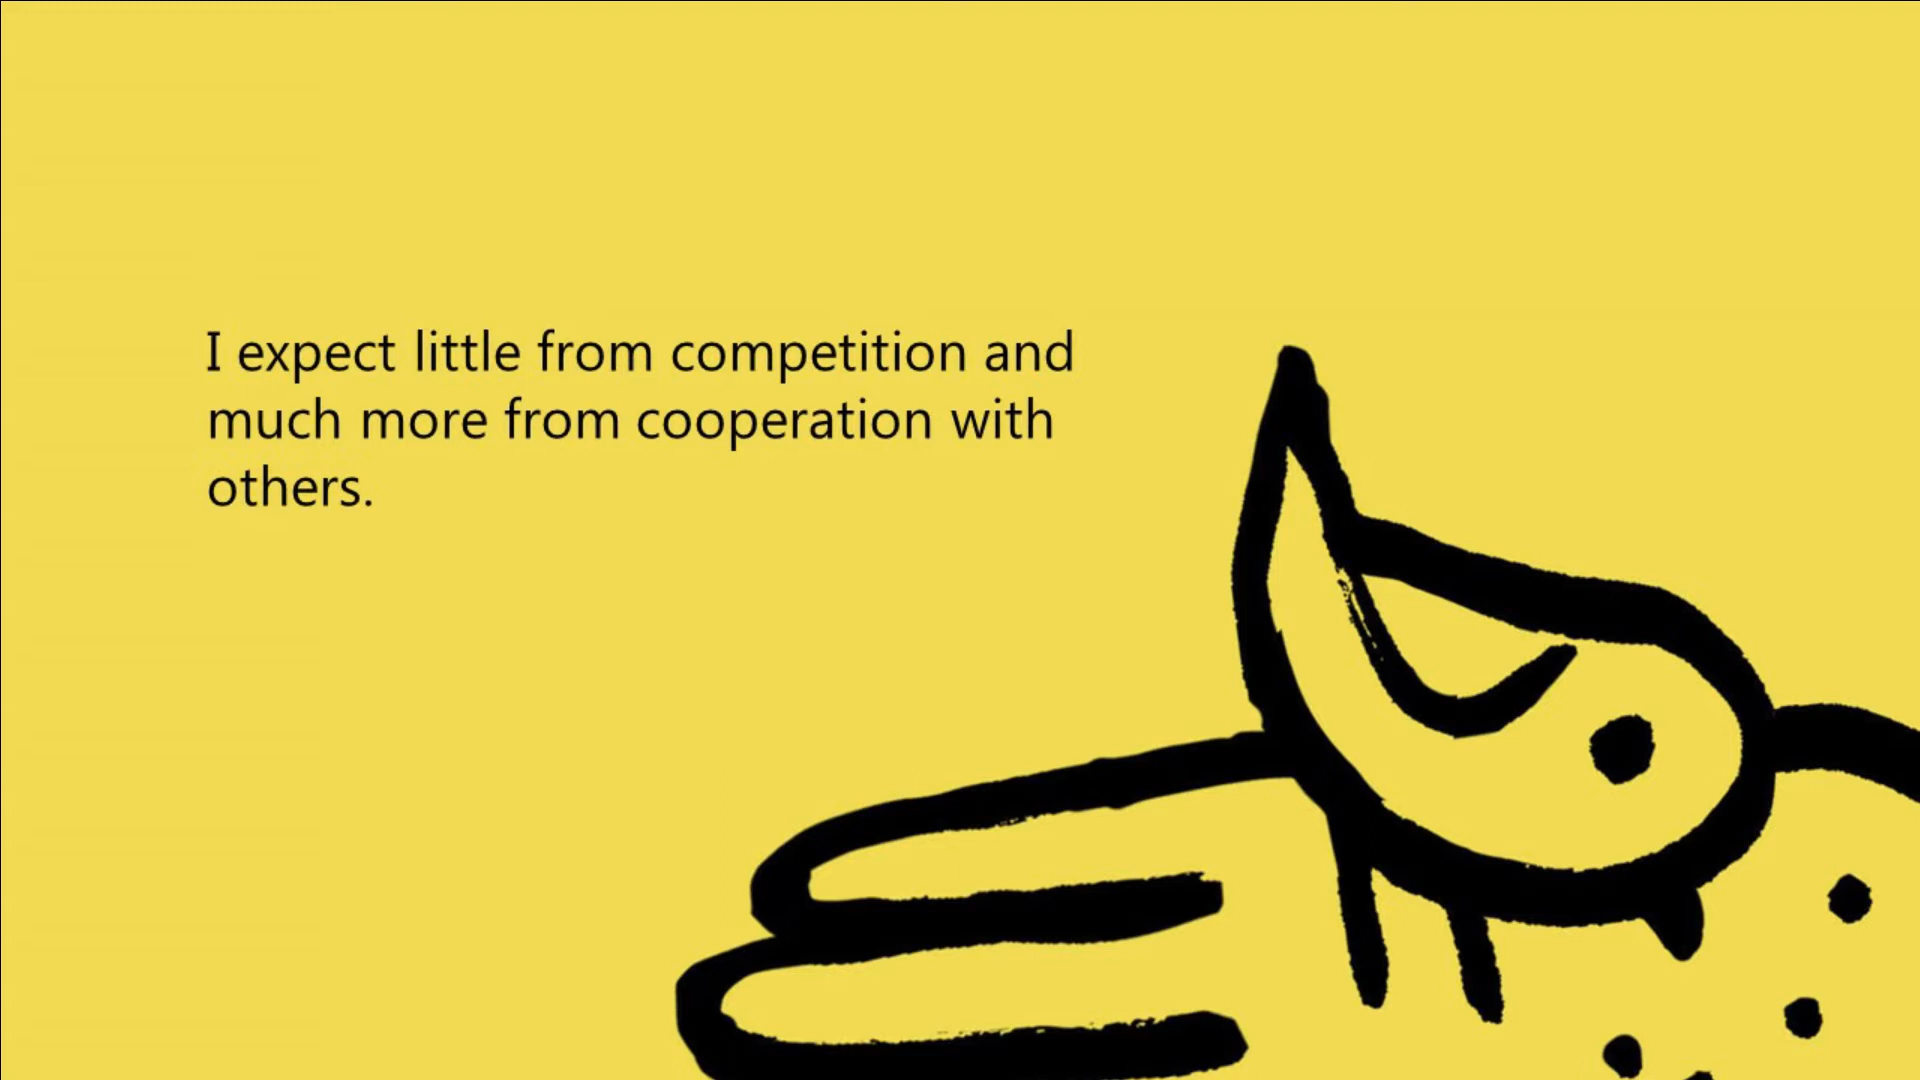 I expect little from competition and
much more from cooperation with
others.